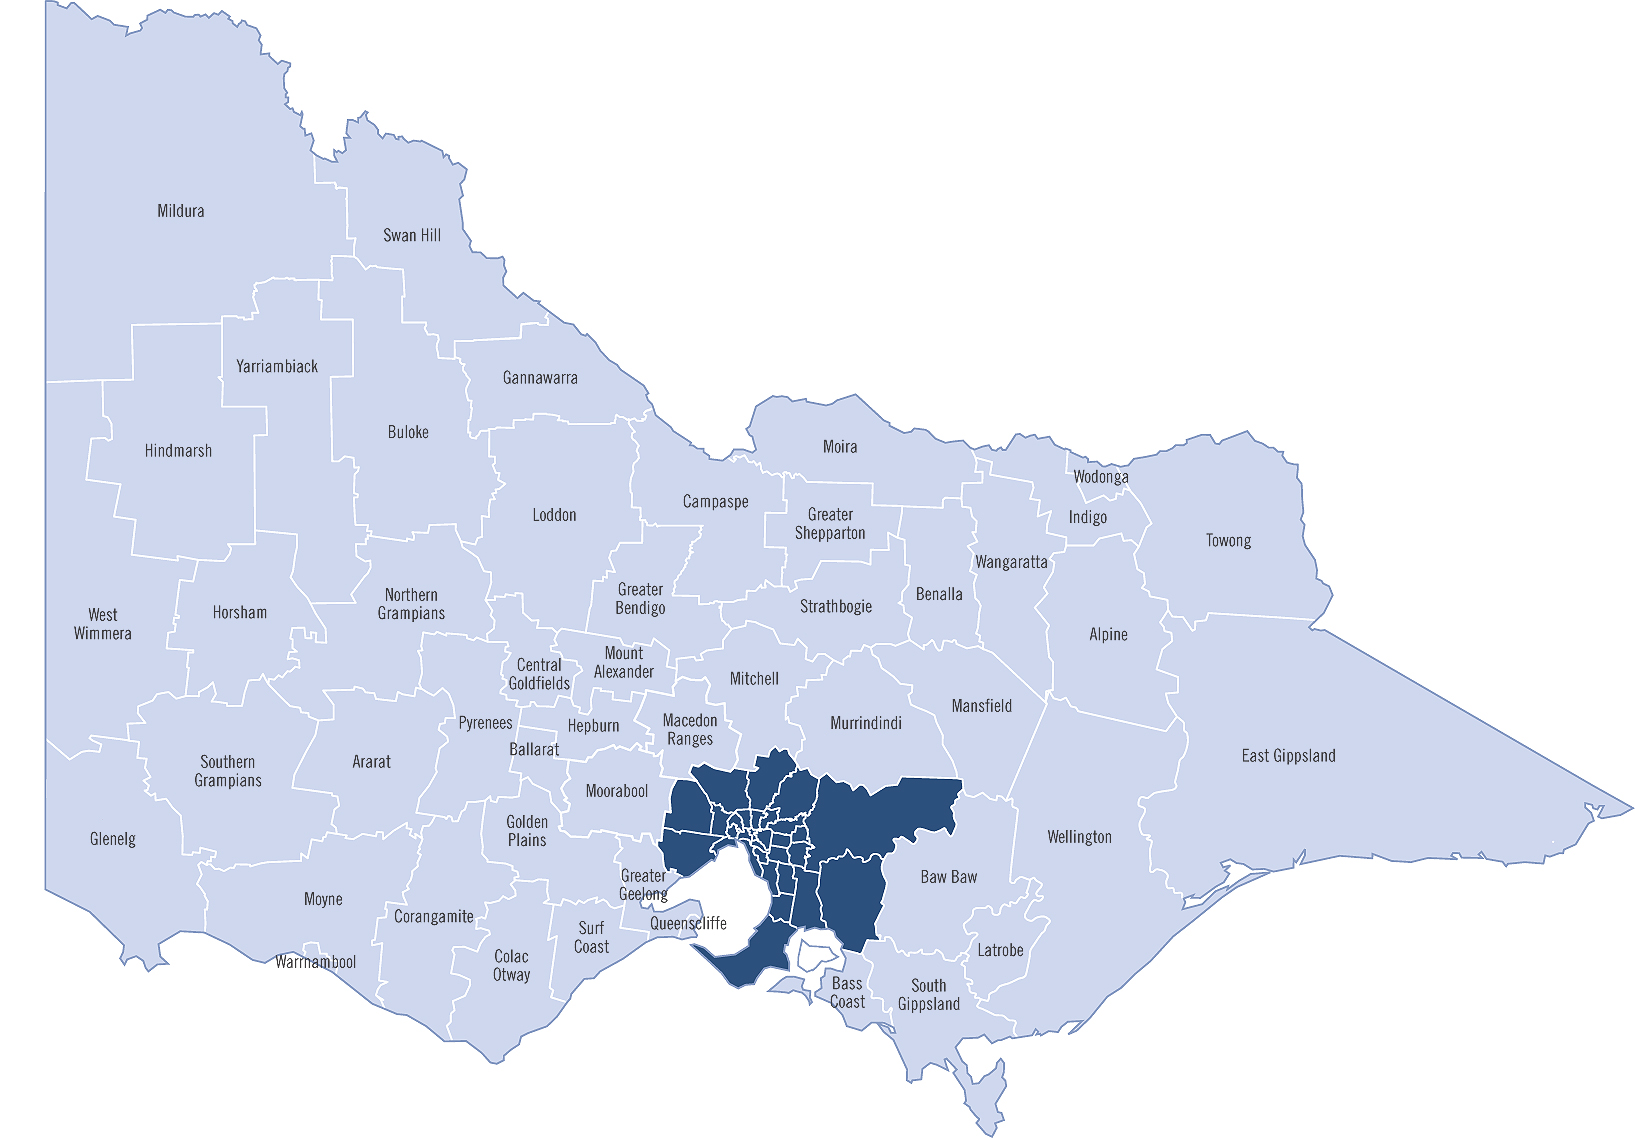 Mildura
Swan Hill
Yarriambiack
Gannawarra
Buloke
Hindmarsh
Moira
Wodonga
Campaspe
Loddon
Greater
Shepparton
Indigo
Towong
Wangaratta
Benalla
Greater
Bendigo
Strathbogie
Northern
Grampians
Horsham
West
Wimmera
Alpine
Mount
Alexander
Central
Goldfields
Mitchell
Mansfield
Murrindindi
Macedon
Ranges
Hepburn
Pyrenees
Ballarat
East Gippsland
Southern
Grampians
Ararat
Moorabool
Golden
Plains
Glenelg
Wellington
Baw Baw
Greater
Geelong
Moyne
Corangamite
Queenscliffe
Surf
Coast
Latrobe
Warrnambool
Colac
Otway
Bass
Coast
South
Gippsland